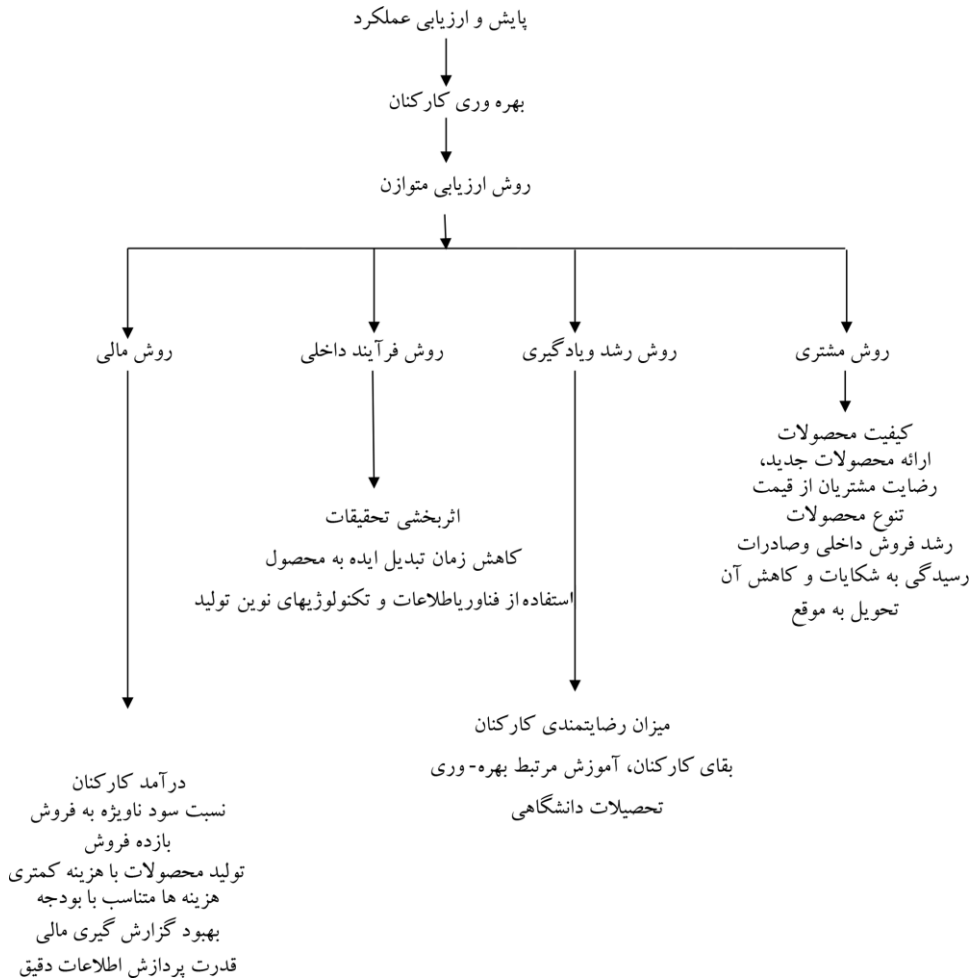 پایش و ارزیابی عملکرد
بهره وری کارکنان
روش ارزیابی متوازن
روش مشتری
روش رشد ویادگیری
روش فرآیند داخلی
روش مالی
کیفیت محصولات
ارائه محصولات جدید،
رضایت مشتریان از قیمت
تنوع محصولات
رشد فروش داخلی وصادرات
رسیدگی به شکایات و کاهش آن
تحویل به موقع
اثربخشی تحقیقات
کاهش زمان تبدیل ایده به محصول
استفاده از فناوریاطلاعات و تکنولوژیهای نوین تولید
میزان رضایتمندی کارکنان
بقای کارکنان، آموزش مرتبط بهره- وری
تحصیلات دانشگاهی
درآمد کارکنان
نسبت سود ناویژه به فروش
بازده فروش
تولید محصولات با هزینه کمتری
هزینه ها متناسب با بودجه
بهبود گزارش گیری مالی
قدرت پردازش اطلاعات دقیق